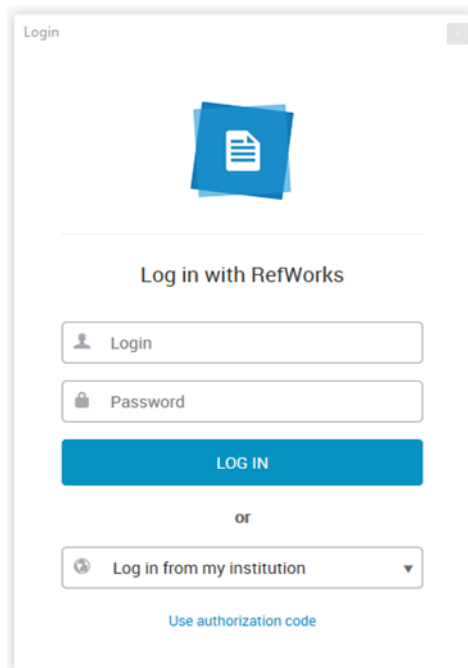 Login
Log in with RefWorks
Login
Password
LOG IN
or
Log in from my institution
Use authorization code